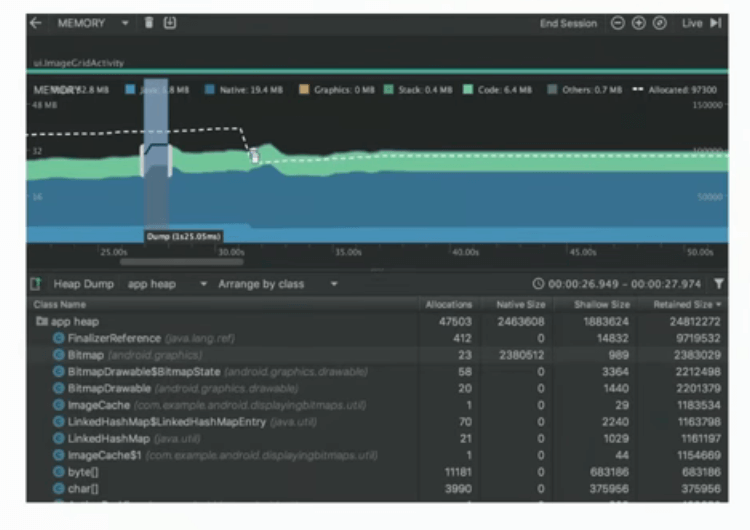 MEMORY End Session Live
ui.ImageGridActivity
MEMORY Native: 19.4 MB Graphics: 0 MB Stack: 0.4 MB Code: 6.4 MB Others: 0.7 MB Allocated: 97300
48 MB 150000
32 100000
16 50000
Dump (1s25.05ms)
25.00s 30.00s 35.00s 40.00s 45.00s 50.00s
Heap Dump app heap Arrange by class 00:00:26.949 - 00:00:27.974
Class Name Allocations Native Size Shallow Size Retained Size
app heap 47503 2463608 1883624 24812272
FinalizerReference (java.lang.ref) 412 0 14832 9719532
Bitmap (android.graphics) 23 2380512 989 2383029
BitmapDrawable$BitmapState (android.graphics.drawable) 58 0 3364 2212498
BitmapDrawable (android.graphics.drawable) 20 0 1440 2201379
ImageCache (com.example.android.displayingbitmaps.util) 1 0 29 1183534
LinkedHashMap$LinkedHashMapEntry (java.util) 70 0 2240 1163798
LinkedHashMap (java.util) 21 0 1029 1161197
ImageCache$1 (com.example.android.displayingbitmaps.util) 1 0 44 1154669
byte[] 11181 0 683186 683186
char[] 3990 0 375956 375956